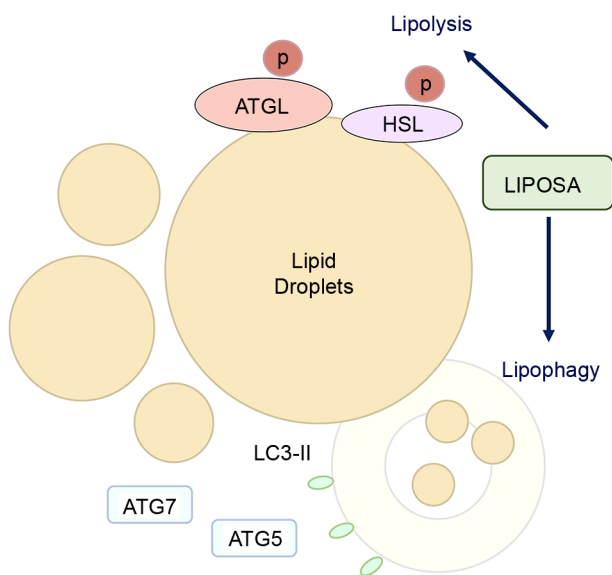 Lipolysis
p
p
ATGL
HSL
LIPOSA
Lipid
Droplets
Lipophagy
LC3-II
ATG7
ATG5